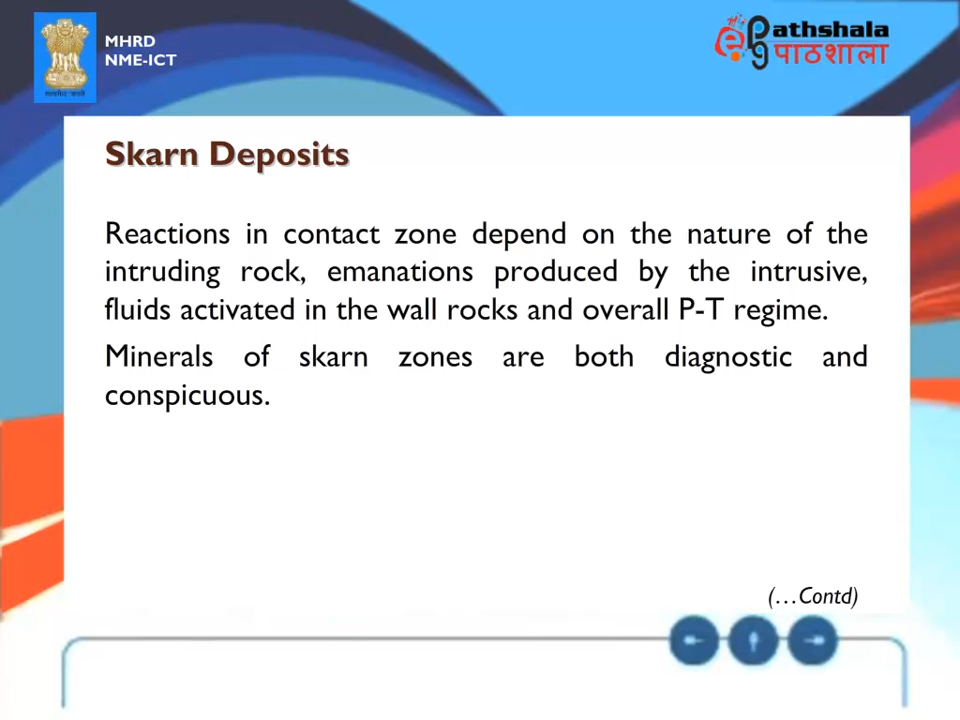 MHRD
NME-ICT
ePG Pathshala
पाठशाला
Skarn Deposits
Reactions in contact zone depend on the nature of the
intruding rock, emanations produced by the intrusive,
fluids activated in the wall rocks and overall P-T regime.
Minerals of skarn zones are both diagnostic and
conspicuous.
(…Contd)